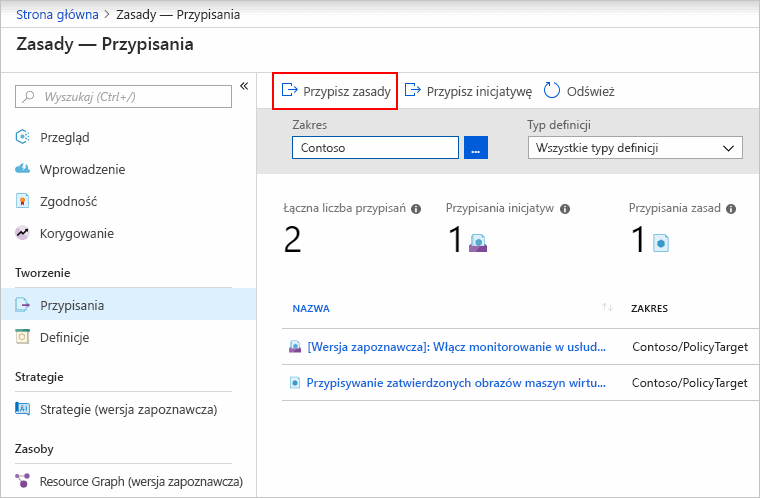 Strona główna > Zasady — Przypisania
Zasady — Przypisania
Wyszukaj (Ctrl+/)
«
Przegląd
Wprowadzenie
Zgodność
Korygowanie
Tworzenie
Przypisania
Definicje
Strategie
Strategie (wersja zapoznawcza)
Zasoby
Resource Graph (wersja zapoznawcza)
Przypisz zasady
Przypisz inicjatywę
Odśwież
Zakres
Typ definicji
Contoso
...
Wszystkie typy definicji
Łączna liczba przypisań
Przypisania inicjatyw
Przypisania zasad
2
1
1
NAZWA
ZAKRES
[Wersja zapoznawcza]: Włącz monitorowanie w usłud...
Contoso/PolicyTarget
Przypisywanie zatwierdzonych obrazów maszyn wirtu...
Contoso/PolicyTarget